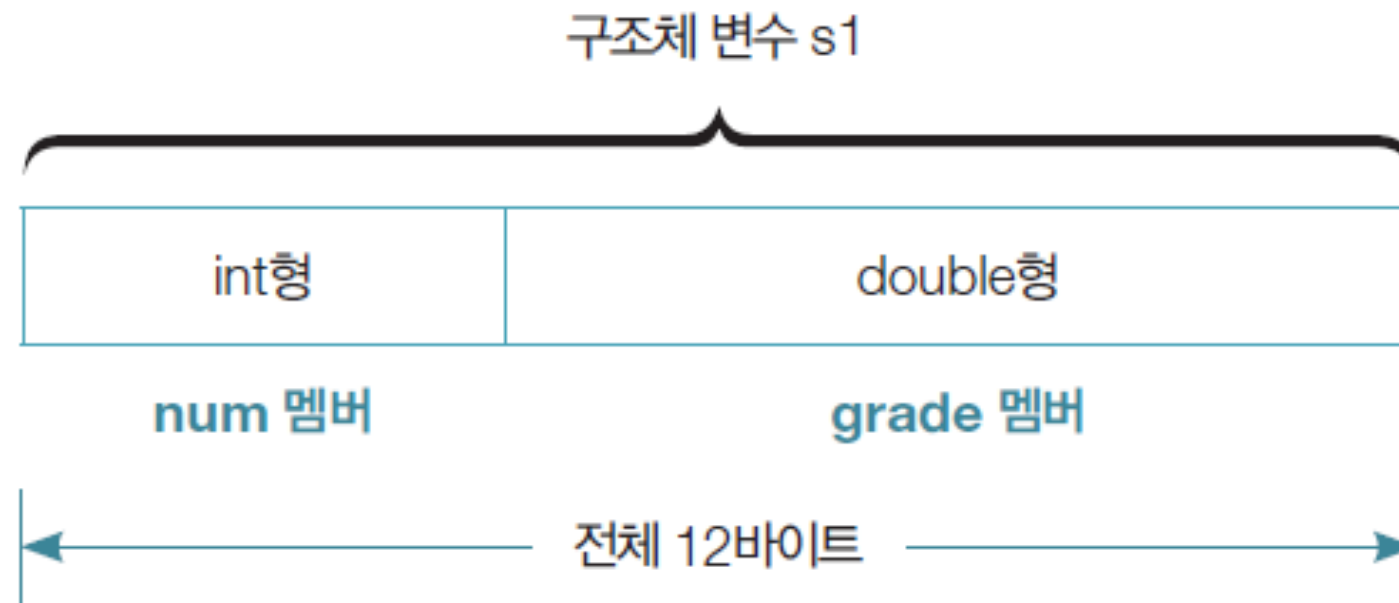 구조체 변수 s1
int형 double형
num 멤버 grade 멤버
전체 12바이트